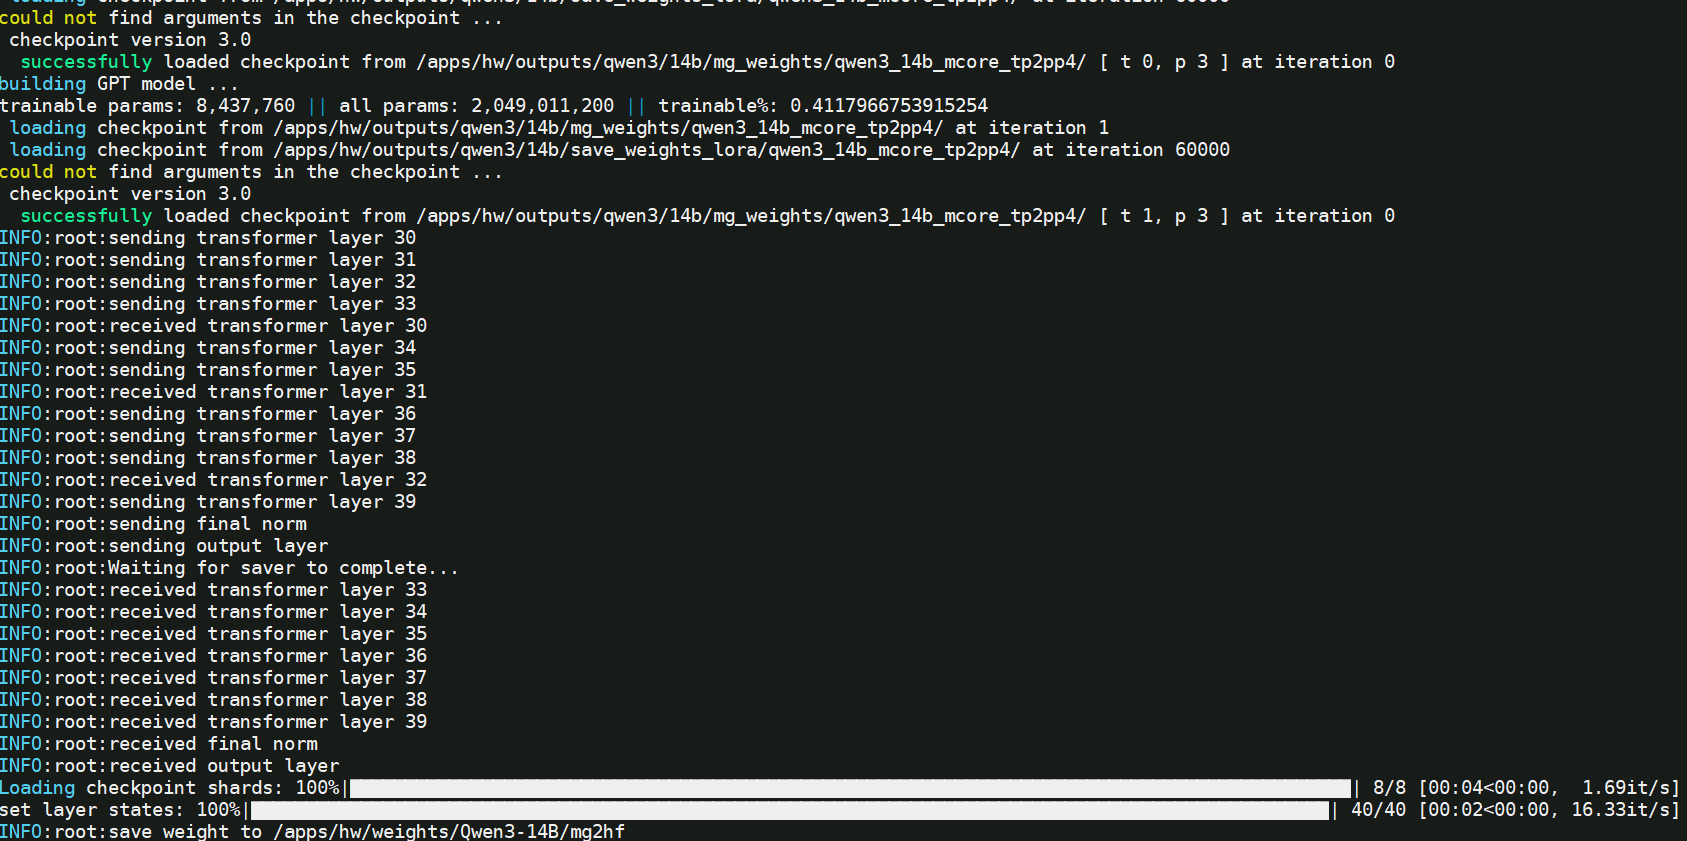 loading checkpoint from /apps/hw/outputs/qwen3/14b/save_weights_lora/qwen3_14b_mcore_tp2pp4/ at iteration 60000
could not find arguments in the checkpoint ...
checkpoint version 3.0
successfully loaded checkpoint from /apps/hw/outputs/qwen3/14b/mg_weights/qwen3_14b_mcore_tp2pp4/ [ t 0, p 3 ] at iteration 0
building GPT model ...
trainable params: 8,437,760 || all params: 2,049,011,200 || trainable%: 0.4117966753915254
loading checkpoint from /apps/hw/outputs/qwen3/14b/mg_weights/qwen3_14b_mcore_tp2pp4/ at iteration 1
loading checkpoint from /apps/hw/outputs/qwen3/14b/save_weights_lora/qwen3_14b_mcore_tp2pp4/ at iteration 60000
could not find arguments in the checkpoint ...
checkpoint version 3.0
successfully loaded checkpoint from /apps/hw/outputs/qwen3/14b/mg_weights/qwen3_14b_mcore_tp2pp4/ [ t 1, p 3 ] at iteration 0
INFO:root:sending transformer layer 30
INFO:root:sending transformer layer 31
INFO:root:sending transformer layer 32
INFO:root:sending transformer layer 33
INFO:root:received transformer layer 30
INFO:root:sending transformer layer 34
INFO:root:sending transformer layer 35
INFO:root:received transformer layer 31
INFO:root:sending transformer layer 36
INFO:root:sending transformer layer 37
INFO:root:sending transformer layer 38
INFO:root:received transformer layer 32
INFO:root:sending transformer layer 39
INFO:root:sending final norm
INFO:root:sending output layer
INFO:root:Waiting for saver to complete...
INFO:root:received transformer layer 33
INFO:root:received transformer layer 34
INFO:root:received transformer layer 35
INFO:root:received transformer layer 36
INFO:root:received transformer layer 37
INFO:root:received transformer layer 38
INFO:root:received transformer layer 39
INFO:root:received final norm
INFO:root:received output layer
Loading checkpoint shards: 100%| | 8/8 [00:04<00:00, 1.69it/s]
set layer states: 100%| | 40/40 [00:02<00:00, 16.33it/s]
INFO:root:save weight to /apps/hw/weights/Qwen3-14B/mg2hf